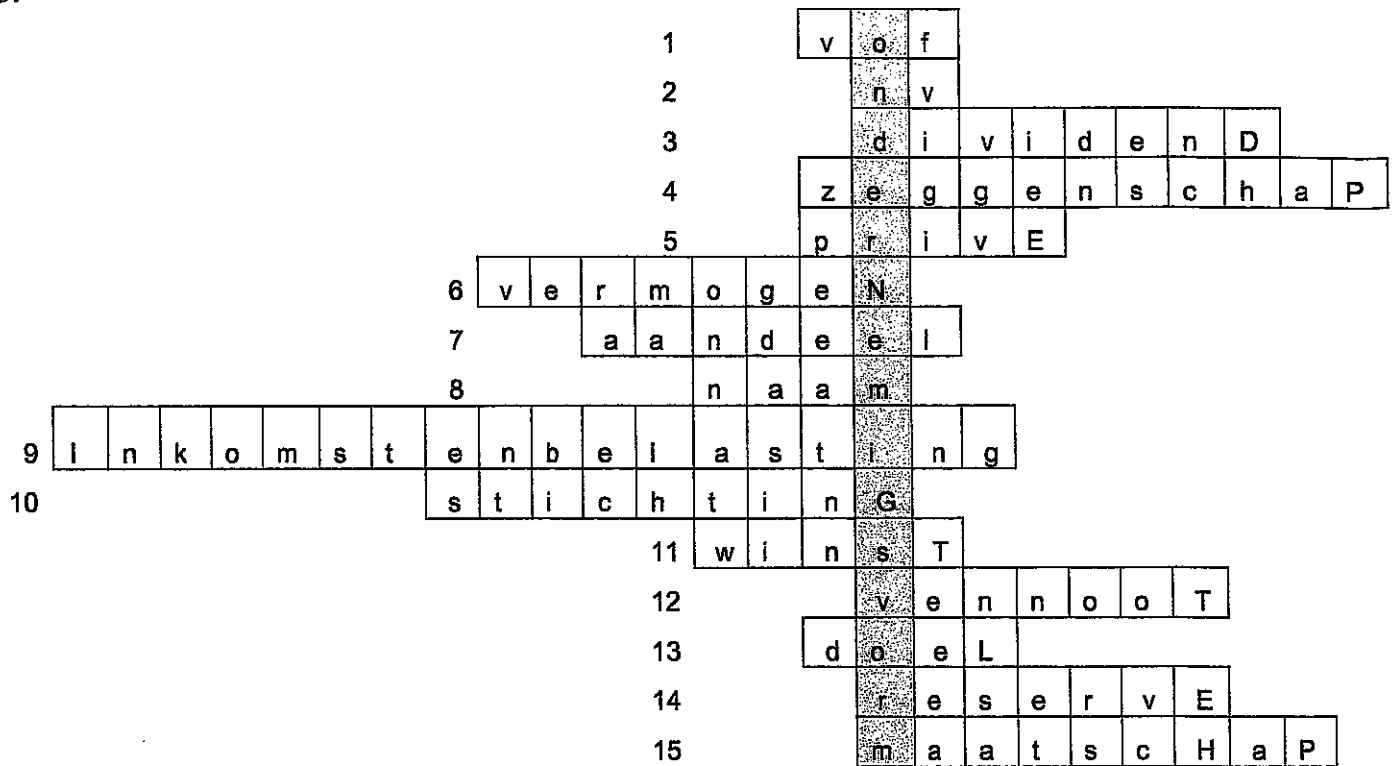 1 v o f
2 n v
3 d i v i d e n D
4 z e g g e n s c h a P
5 p r i v E
6 v e r m o g e N
7 a a n d e e l
8 n a a m
9 I n k o m s t e n b e l a s t i n g
10 s t i c h t i n G
11 w i n s T
12 v e n n o o T
13 d o e L
14 r e s e r v E
15 m a a t s c H a P